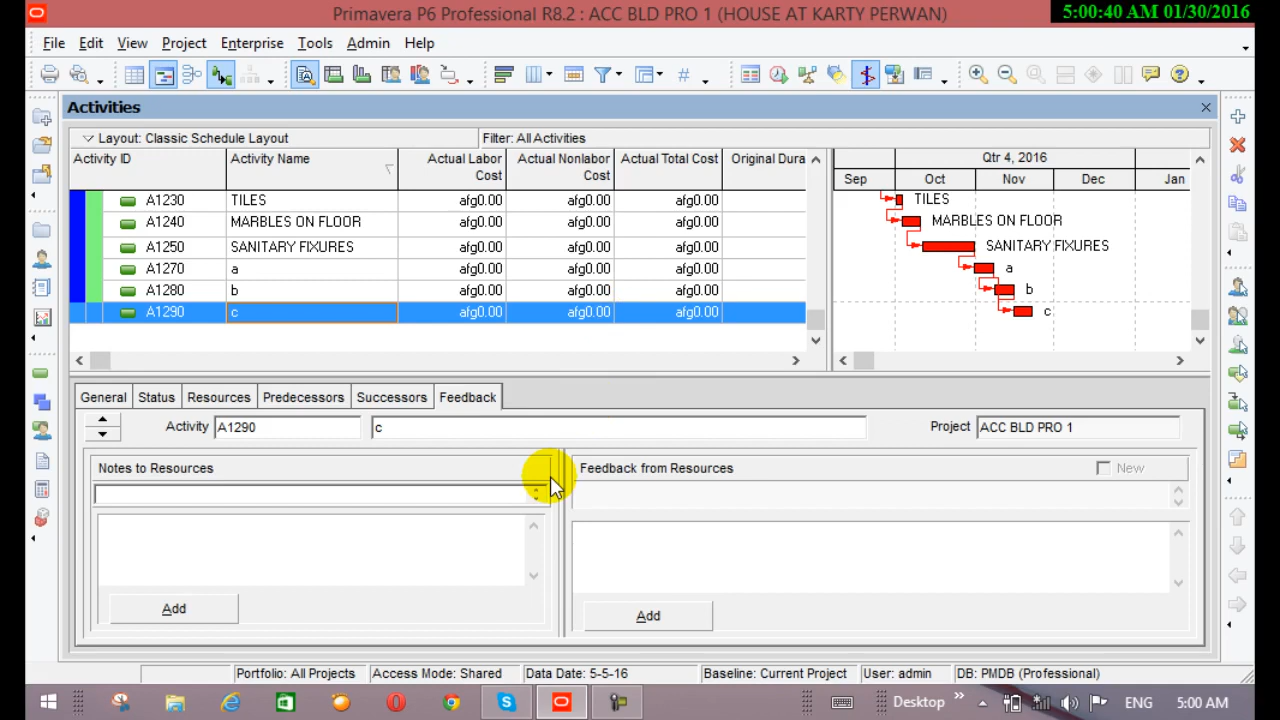 Primavera P6 Professional R8.2 : ACC BLD PRO 1 (HOUSE AT KARTY PERWAN)
5:00:40 AM 01/30/2016
File Edit View Project Enterprise Tools Admin Help
Activities
Layout: Classic Schedule Layout Filter: All Activities
Activity ID Activity Name Actual Labor Cost Actual Nonlabor Cost Actual Total Cost Original Dura Qtr 4, 2016
Sep Oct Nov Dec Jan
A1230 TILES afg0.00 afg0.00 afg0.00 TILES
A1240 MARBLES ON FLOOR afg0.00 afg0.00 afg0.00 MARBLES ON FLOOR
A1250 SANITARY FIXURES afg0.00 afg0.00 afg0.00 SANITARY FIXURES
A1270 a afg0.00 afg0.00 afg0.00 a
A1280 b afg0.00 afg0.00 afg0.00 b
A1290 c afg0.00 afg0.00 afg0.00 c
General Status Resources Predecessors Successors Feedback
Activity A1290 c Project ACC BLD PRO 1
Notes to Resources Feedback from Resources New
Add Add
Portfolio: All Projects Access Mode: Shared Data Date: 5-5-16 Baseline: Current Project User: admin DB: PMDB (Professional)
Desktop ENG 5:00 AM